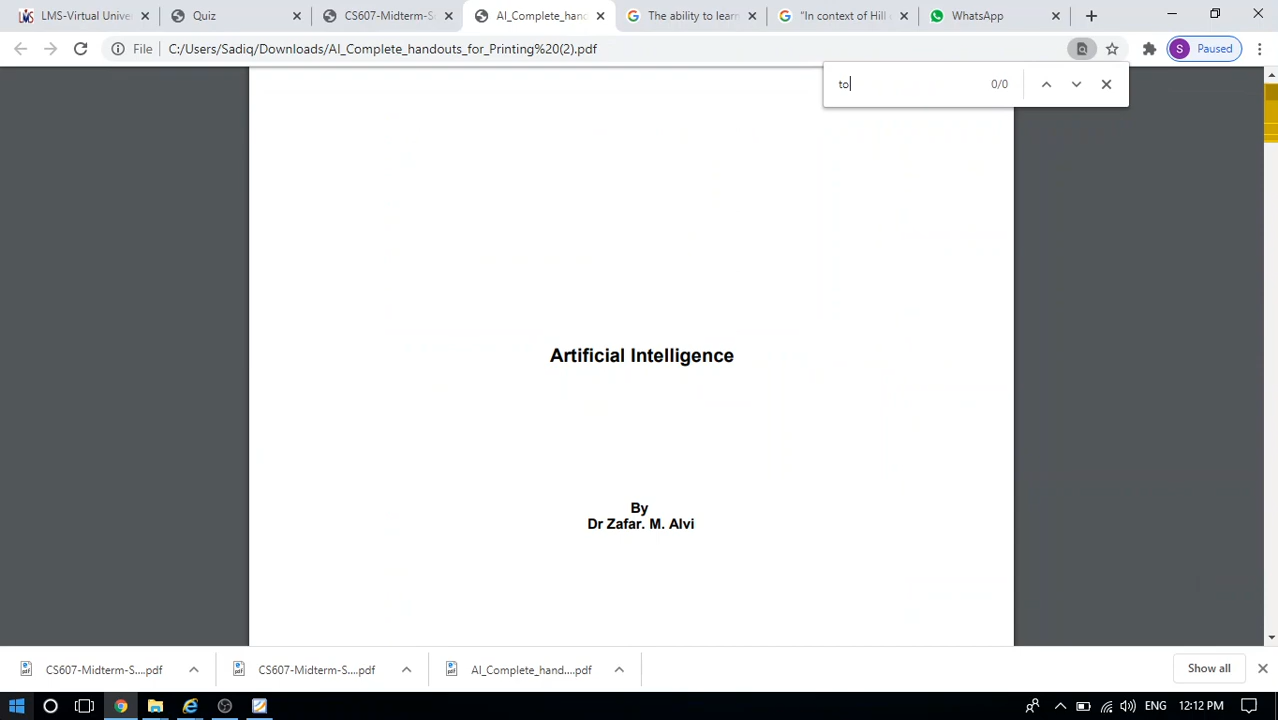 LMS-Virtual Unive
Quiz
CS607-Midterm-S
AI_Complete_hand
The ability to learn
"In context of Hill c
WhatsApp
File
C:/Users/Sadiq/Downloads/AI_Complete_handouts_for_Printing%20(2).pdf
S
Paused
to
0/0
Artificial Intelligence
By
Dr Zafar. M. Alvi
CS607-Midterm-S....pdf
CS607-Midterm-S....pdf
AI_Complete_hand....pdf
Show all
ENG
12:12 PM